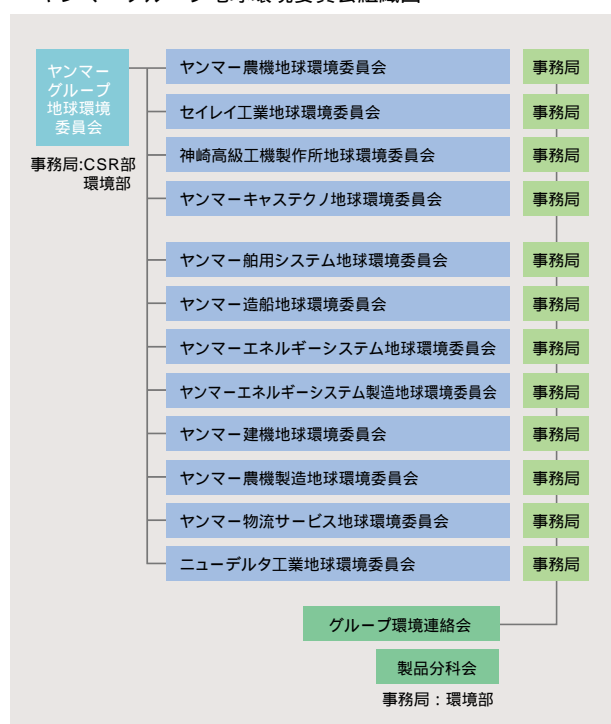 ヤンマー
グループ
地球環境
委員会
事務局:CSR部
環境部
ヤンマー農機地球環境委員会 事務局
セイレイ工業地球環境委員会 事務局
神崎高級工機製作所地球環境委員会 事務局
ヤンマーキャステクノ地球環境委員会 事務局
ヤンマー舶用システム地球環境委員会 事務局
ヤンマー造船地球環境委員会 事務局
ヤンマーエネルギーシステム地球環境委員会 事務局
ヤンマーエネルギーシステム製造地球環境委員会 事務局
ヤンマー建機地球環境委員会 事務局
ヤンマー農機製造地球環境委員会 事務局
ヤンマー物流サービス地球環境委員会 事務局
ニューデルタ工業地球環境委員会 事務局
グループ環境連絡会
製品分科会
事務局：環境部